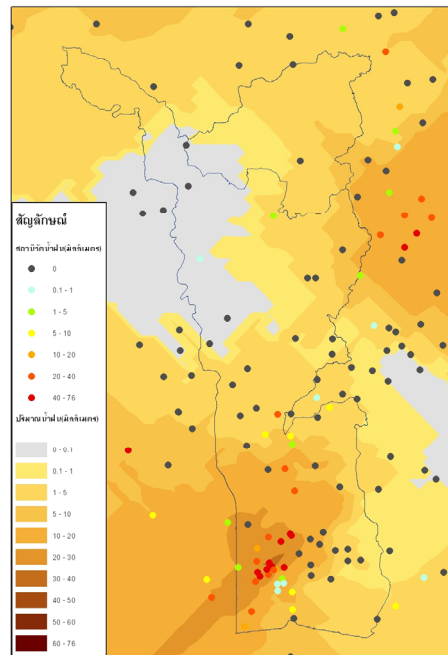 สัญลักษณ์
สถานีวัดน้ำฝน(มิลลิเมตร)
0
0.1 - 1
1 - 5
5 - 10
10 - 20
20 - 40
40 - 76
ปริมาณน้ำฝน(มิลลิเมตร)
0 - 0.1
0.1 - 1
1 - 5
5 - 10
10 - 20
20 - 30
30 - 40
40 - 50
50 - 60
60 - 76